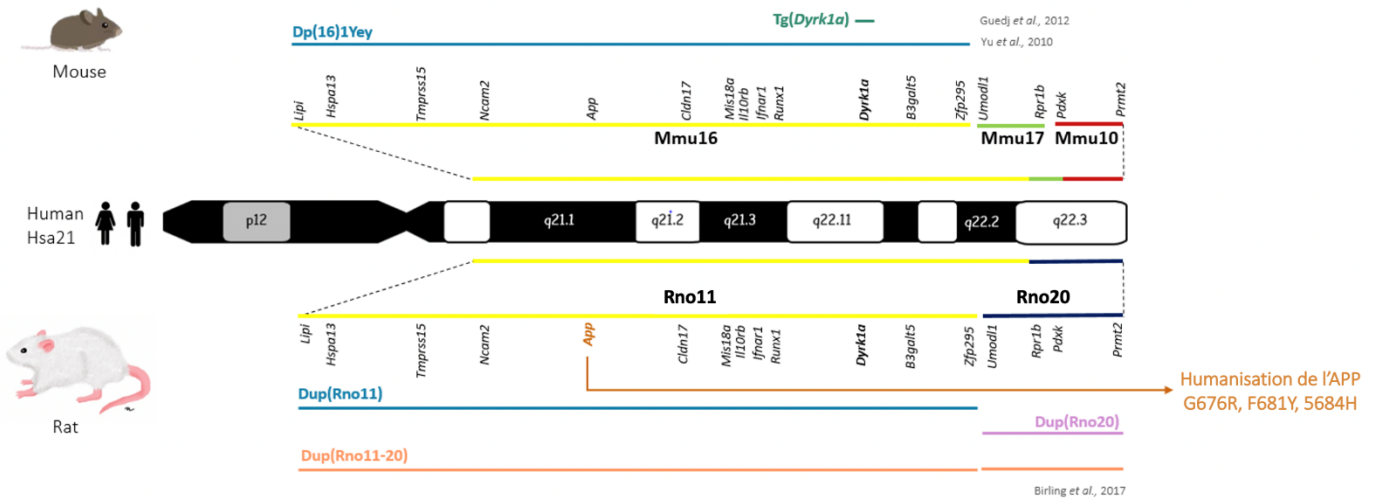 Tg(Dyrk1a)
Guedj et al., 2012
Dp(16)1Yey
Yu et al., 2010
Mouse
Lipi
Hspa13
Tmprss15
Ncam2
App
Cldn17
Mis18a
Il10rb
Ifnar1
Runx1
Dyrk1a
B3galt5
Zfp295
Umodl1
Rpr1b
Pdxk
Prmt2
Mmu16
Mmu17
Mmu10
Human
Hsa21
p12
q21.1
q21.2
q21.3
q22.11
q22.2
q22.3
Rno11
Rno20
Lipi
Hspa13
Tmprss15
Ncam2
App
Cldn17
Mis18a
Il10rb
Ifnar1
Runx1
Dyrk1a
B3galt5
Zfp295
Umodl1
Rpr1b
Pdxk
Prmt2
Humanisation de l’APP
G676R, F681Y, 5684H
Dup(Rno11)
Rat
Dup(Rno20)
Dup(Rno11-20)
Birling et al., 2017